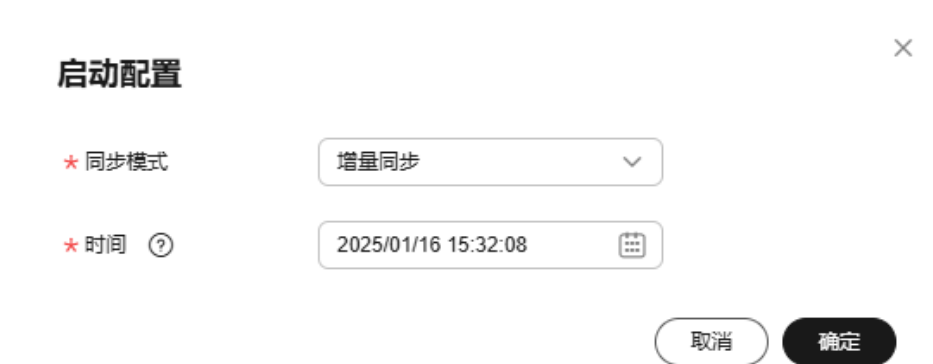 启动配置
* 同步模式 增量同步
* 时间 ? 2025/01/16 15:32:08
取消 确定